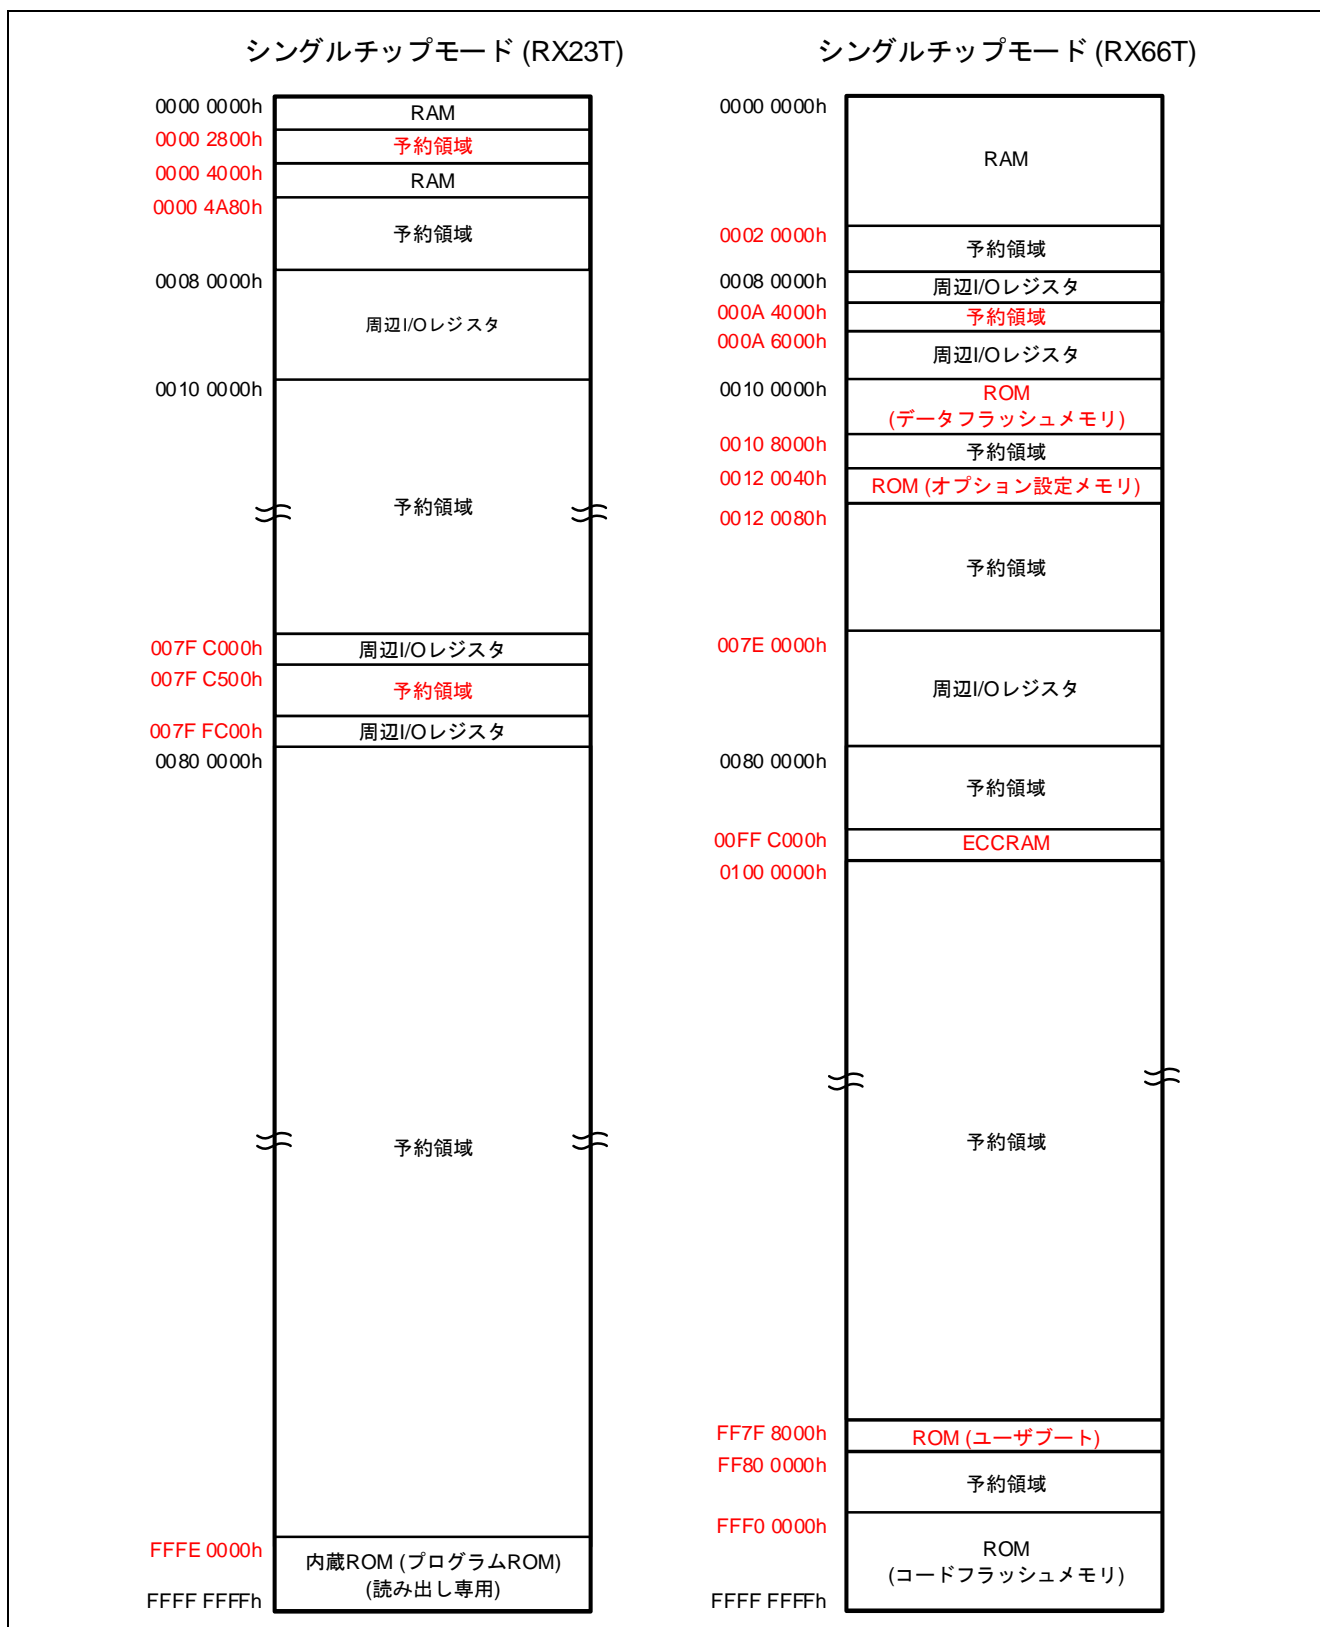 シングルチップモード (RX23T)
0000 0000h
RAM
0000 2800h
予約領域
0000 4000h
RAM
0000 4A80h
予約領域
0008 0000h
周辺I/Oレジスタ
0010 0000h
予約領域
007F C000h
周辺I/Oレジスタ
007F C500h
予約領域
007F FC00h
周辺I/Oレジスタ
0080 0000h
予約領域
FFFE 0000h
内蔵ROM (プログラムROM)
(読み出し専用)
FFFF FFFFh
シングルチップモード (RX66T)
0000 0000h
RAM
0002 0000h
予約領域
0008 0000h
周辺I/Oレジスタ
000A 4000h
予約領域
000A 6000h
周辺I/Oレジスタ
0010 0000h
ROM
(データフラッシュメモリ)
0010 8000h
予約領域
0012 0040h
ROM (オプション設定メモリ)
0012 0080h
予約領域
007E 0000h
周辺I/Oレジスタ
0080 0000h
予約領域
00FF C000h
ECCRAM
0100 0000h
予約領域
FF7F 8000h
ROM (ユーザブート)
FF80 0000h
予約領域
FFF0 0000h
ROM
(コードフラッシュメモリ)
FFFF FFFFh